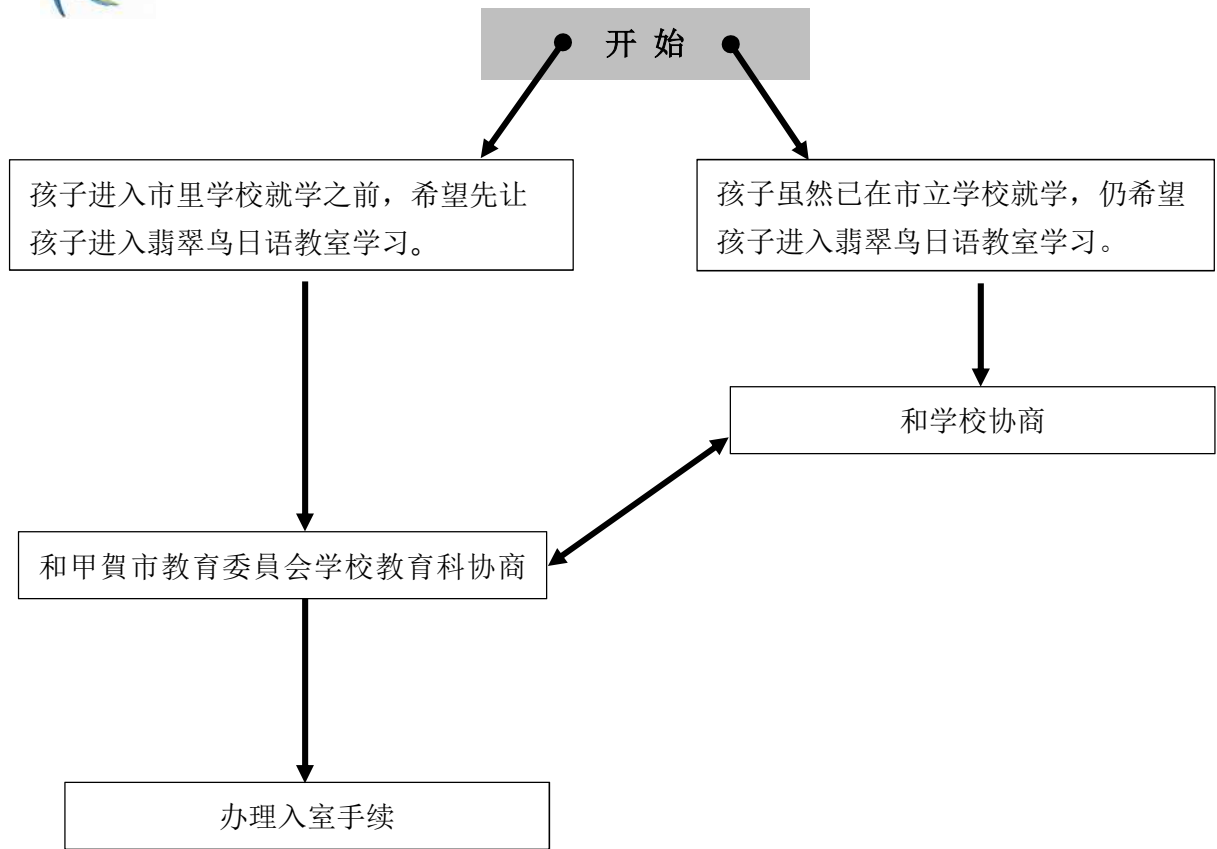 开 始
孩子进入市里学校就学之前，希望先让
孩子进入翡翠鸟日语教室学习。
孩子虽然已在市立学校就学，仍希望
孩子进入翡翠鸟日语教室学习。
和学校协商
和甲賀市教育委員会学校教育科协商
办理入室手续